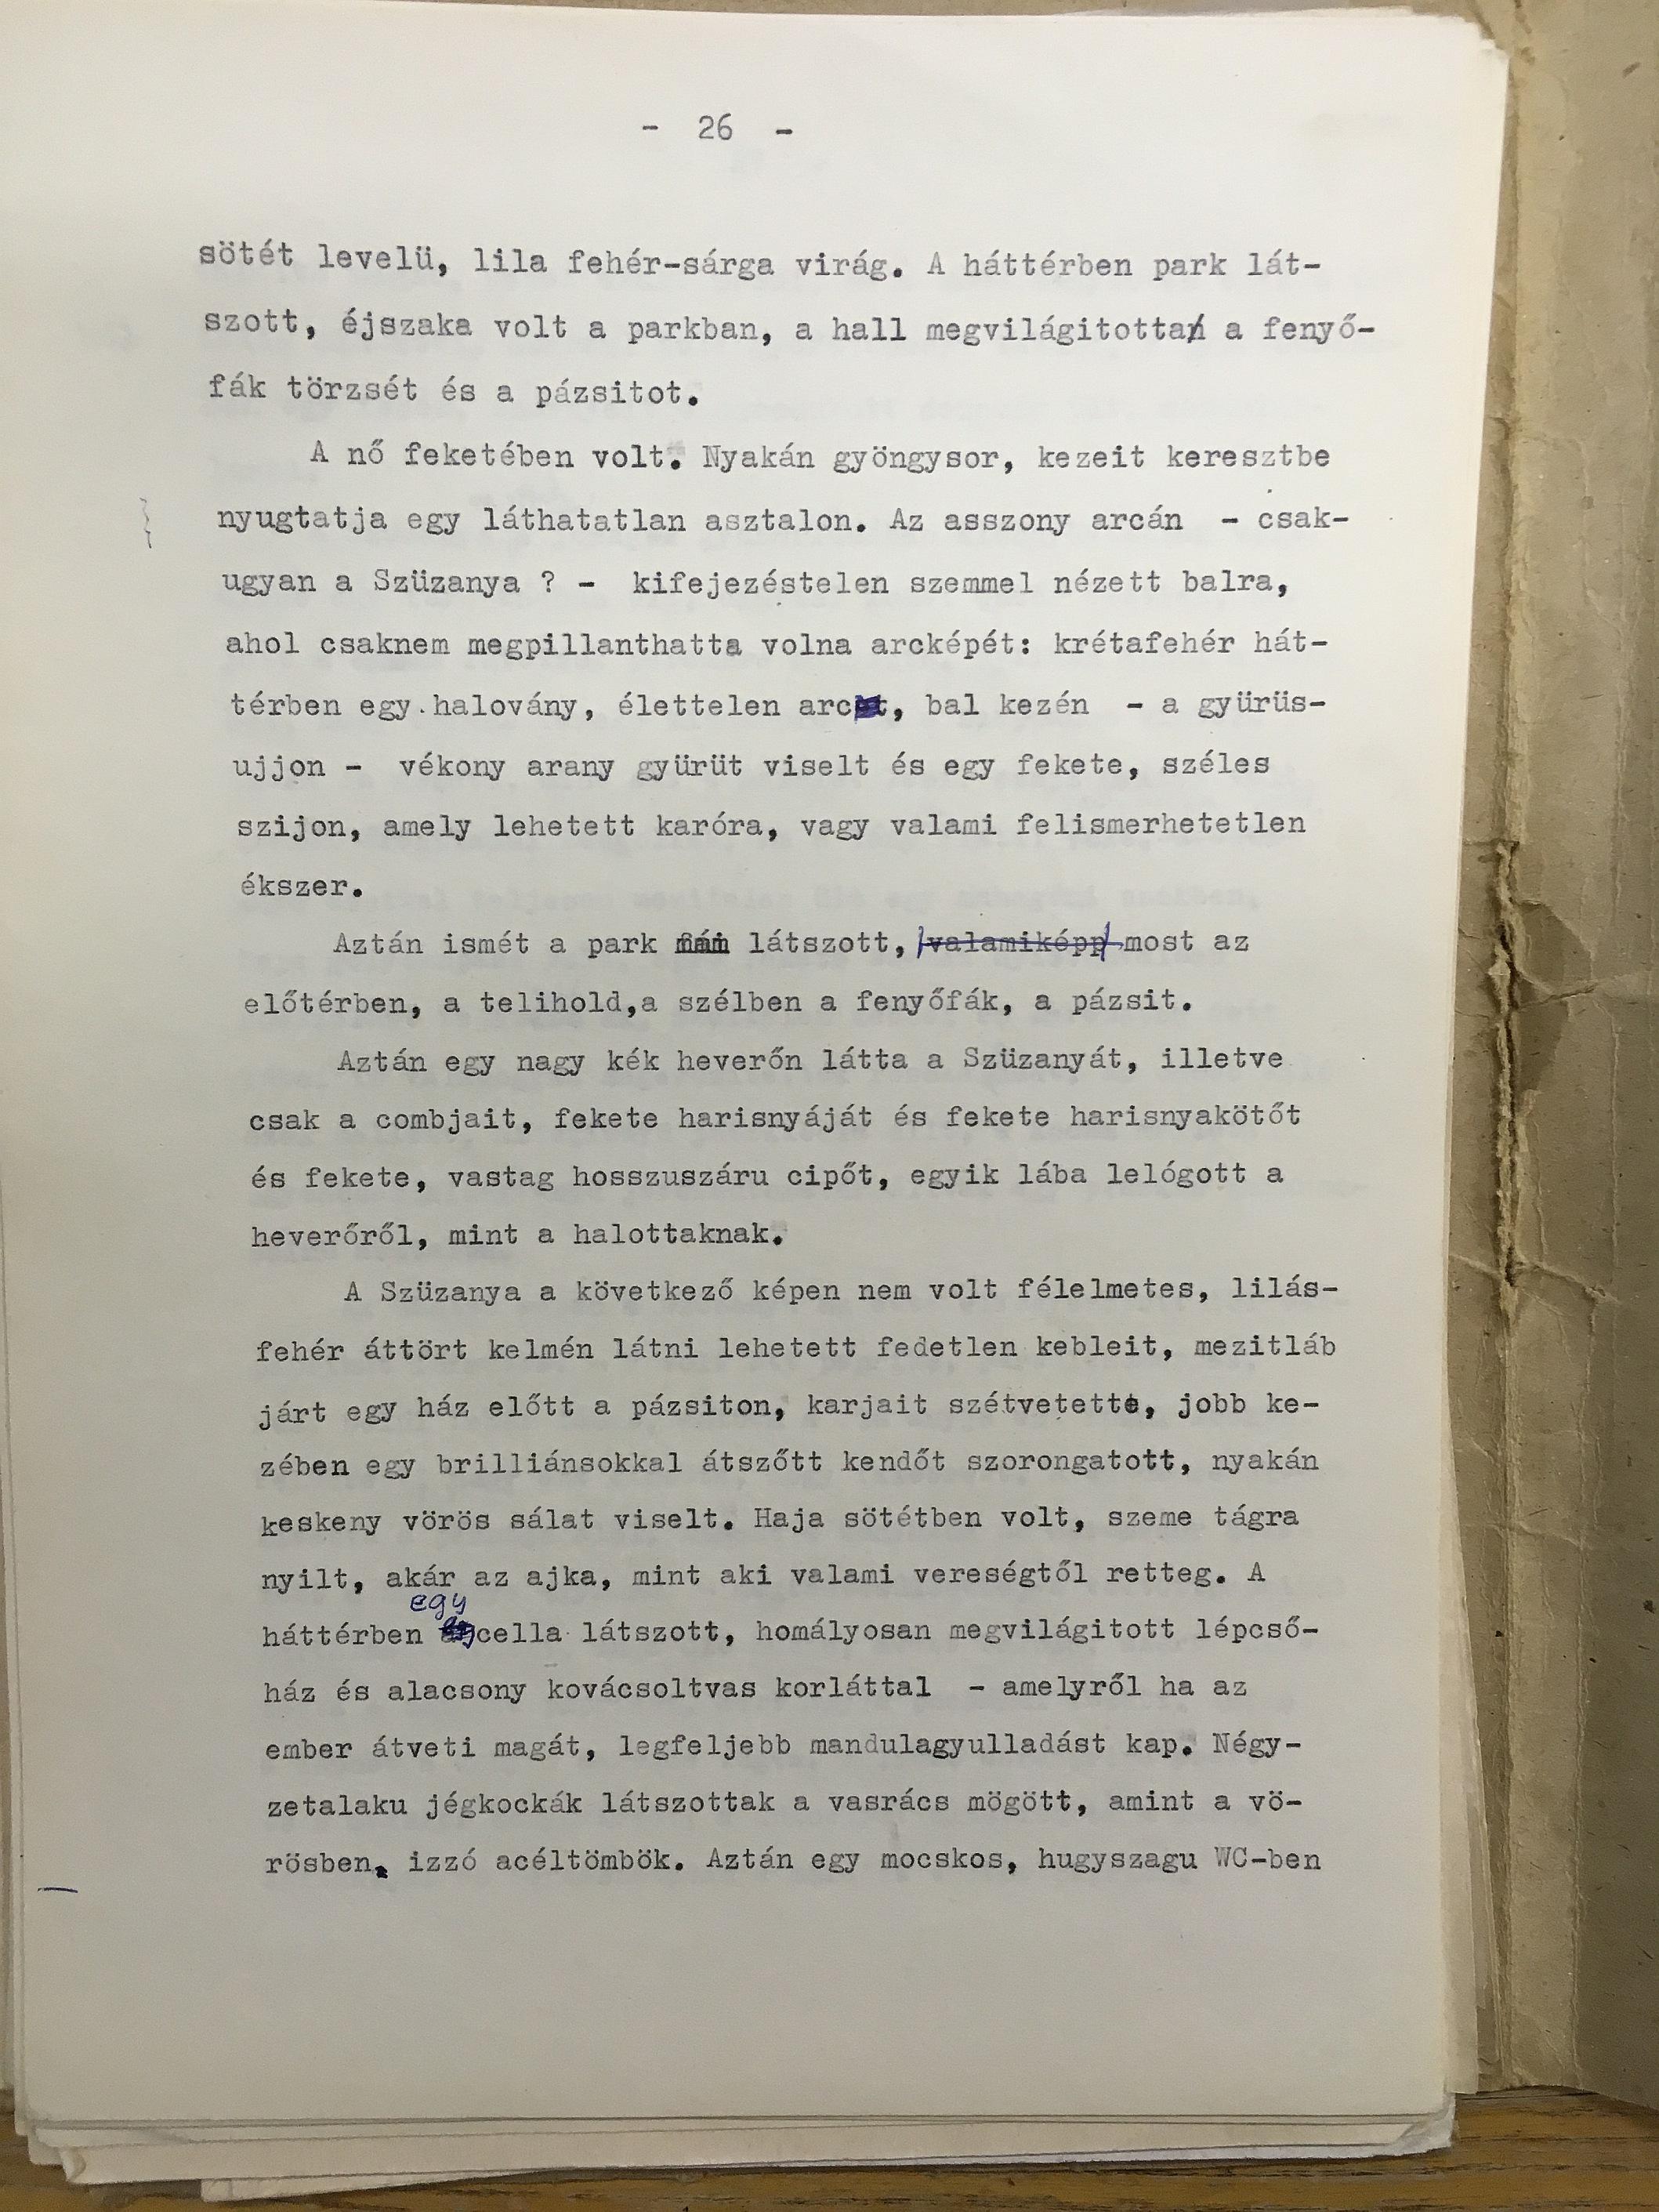 - 26 -
sötét levelü, lila fehér-sárga virág. A háttérben park lát-
szott, éjszaka volt a parkban, a hall megvilágitotta a fenyő-
fák törzsét és a pázsitot.
A nő feketében volt. Nyakán gyöngysor, kezeit keresztbe
nyugtatja egy láthatatlan asztalon. Az asszony arcán - csak-
ugyan a Szüzanya ? - kifejezéstelen szemmel nézett balra,
ahol csaknem megpillanthatta volna arcképét: krétafehér hát-
térben egy halovány, élettelen arcot, bal kezén - a gyürüs-
ujjon - vékony arany gyürüt viselt és egy fekete, széles
szijon, amely lehetett karóra, vagy valami felismerhetetlen
ékszer.
Aztán ismét a park látszott, valamiképp most az
előtérben, a telihold,a szélben a fenyőfák, a pázsit.
Aztán egy nagy kék heverőn látta a Szüzanyát, illetve
csak a combjait, fekete harisnyáját és fekete harisnyakötőt
és fekete, vastag hosszuszáru cipőt, egyik lába lelógott a
heverőről, mint a halottaknak.
A Szüzanya a következő képen nem volt félelmetes, lilás-
fehér áttört kelmén látni lehetett fedetlen kebleit, mezitláb
járt egy ház előtt a pázsiton, karjait szétvetette, jobb ke-
zében egy brilliánsokkal átszőtt kendőt szorongatott, nyakán
keskeny vörös sálat viselt. Haja sötétben volt, szeme tágra
nyilt, akár az ajka, mint aki valami vereségtől retteg. A
háttérben egy cella látszott, homályosan megvilágitott lépcső-
ház és alacsony kovácsoltvas korláttal - amelyről ha az
ember átveti magát, legfeljebb mandulagyulladást kap. Négy-
zetalaku jégkockák látszottak a vasrács mögött, amint a vö-
rösben izzó acéltömbök. Aztán egy mocskos, hugyszagu WC-ben